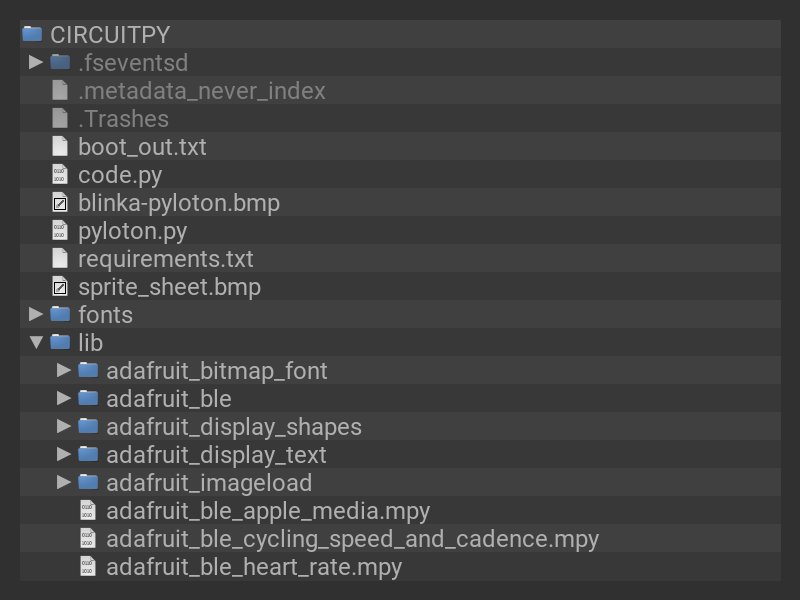 CIRCUITPY
.fseventsd
.metadata_never_index
.Trashes
boot_out.txt
code.py
blinka-pyloton.bmp
pyloton.py
requirements.txt
sprite_sheet.bmp
fonts
lib
adafruit_bitmap_font
adafruit_ble
adafruit_display_shapes
adafruit_display_text
adafruit_imageload
adafruit_ble_apple_media.mpy
adafruit_ble_cycling_speed_and_cadence.mpy
adafruit_ble_heart_rate.mpy